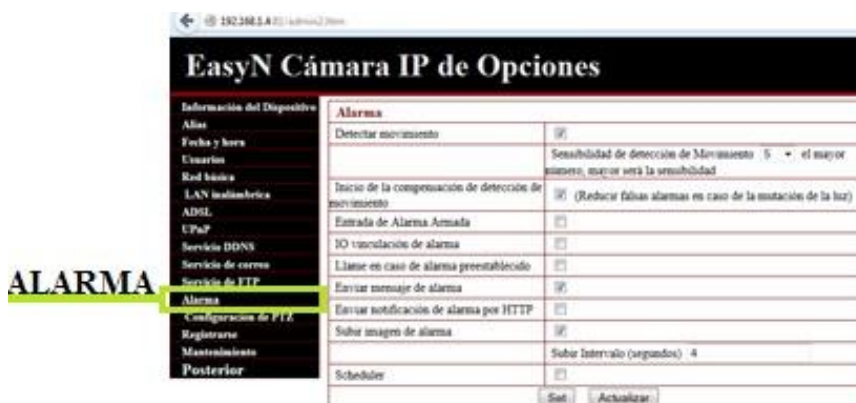 192.168.1.4
EasyN Cámara IP de Opciones
Información del Dispositivo
Alias
Fecha y hora
Usuarios
Red básica
LAN inalámbrica
ADSL
UPnP
Servicio DDNS
Servicio de correo
Servicio de FTP
Alarma
Configuración de PTZ
Registrarse
Mantenimiento
Posterior
ALARMA
Alarma
Detectar movimiento
Sensibilidad de detección de Movimiento 5 el mayor
número, mayor será la sensibilidad
Inicio de la compensación de detección de
movimiento
(Reducir falsas alarmas en caso de la mutación de la luz)
Entrada de Alarma Armada
IO vinculación de alarma
Llame en caso de alarma preestablecido
Enviar mensaje de alarma
Enviar notificación de alarma por HTTP
Subir imagen de alarma
Subir Intervalo (segundos) 4
Scheduler
Set Actualizar